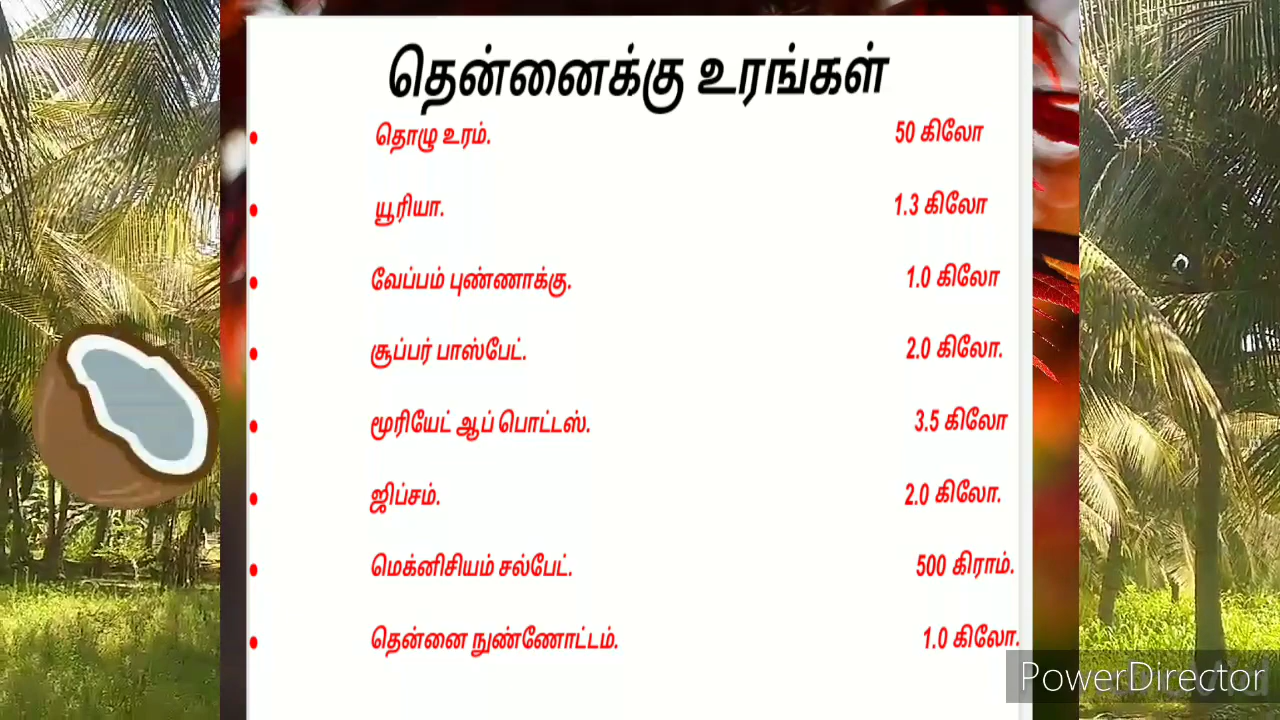 தென்னைக்கு உரங்கள்
• தொழு உரம். 50 கிலோ
• யூரியா. 1.3 கிலோ
• வேப்பம் புண்ணாக்கு. 1.0 கிலோ
• சூப்பர் பாஸ்பேட். 2.0 கிலோ.
• மூரியேட் ஆப் பொட்டஸ். 3.5 கிலோ
• ஜிப்சம். 2.0 கிலோ.
• மெக்னிசியம் சல்பேட். 500 கிராம்.
• தென்னை நுண்ணோட்டம். 1.0 கிலோ.
PowerDirector